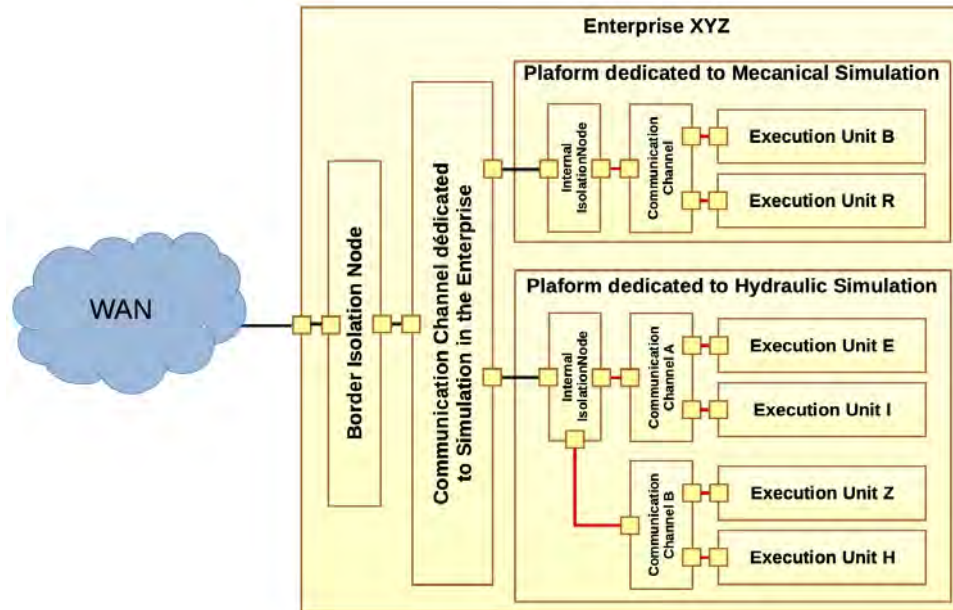 Enterprise XYZ
WAN
Border Isolation Node
Communication Channel dédicated
to Simulation in the Enterprise
Plaform dedicated to Mecanical Simulation
Internal
IsolationNode
Communication
Channel
Execution Unit B
Execution Unit R
Plaform dedicated to Hydraulic Simulation
Internal
IsolationNode
Communication
Channel A
Execution Unit E
Execution Unit I
Communication
Channel B
Execution Unit Z
Execution Unit H